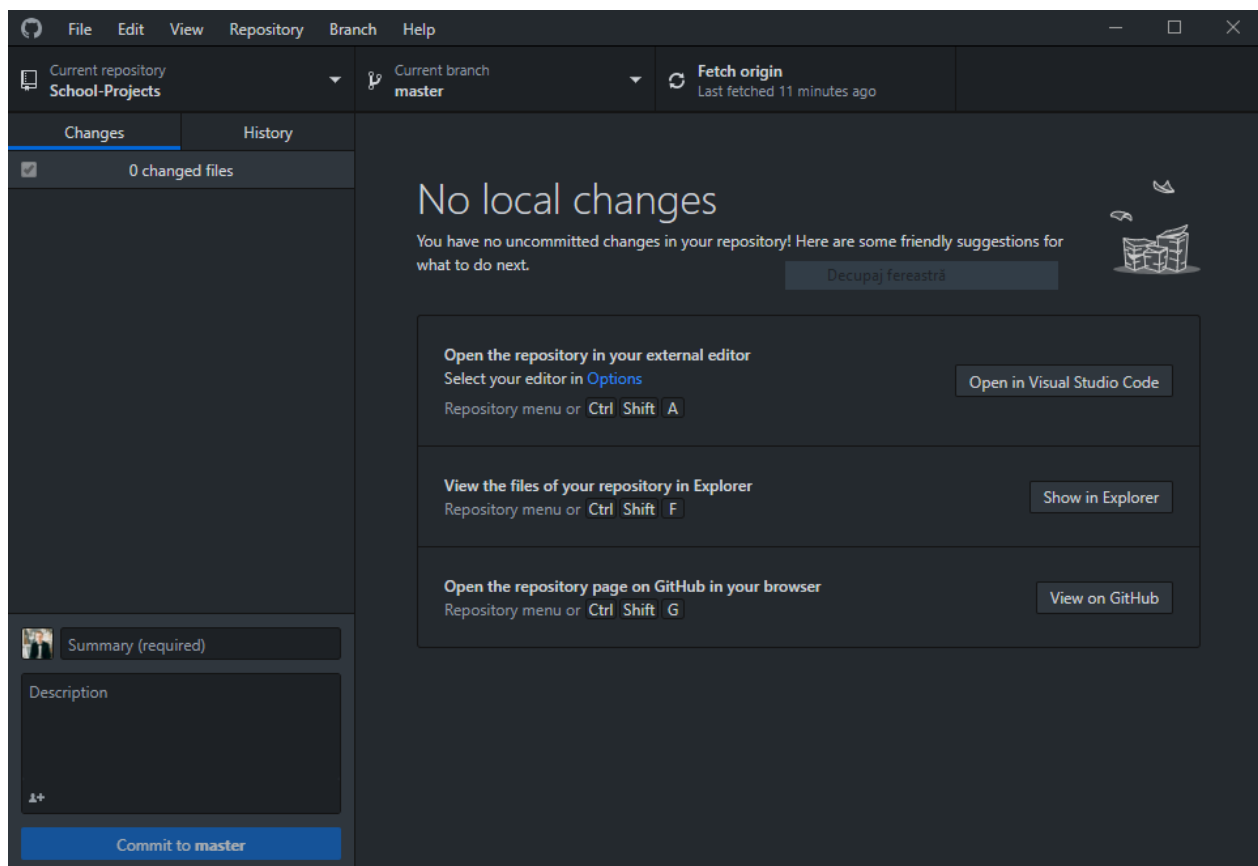 File Edit View Repository Branch Help
Current repository
School-Projects
Current branch
master
Fetch origin
Last fetched 11 minutes ago
Changes History
0 changed files
No local changes
You have no uncommitted changes in your repository! Here are some friendly suggestions for
what to do next.
Decupaj fereastră
Open the repository in your external editor
Select your editor in Options
Repository menu or Ctrl Shift A
Open in Visual Studio Code
View the files of your repository in Explorer
Repository menu or Ctrl Shift F
Show in Explorer
Open the repository page on GitHub in your browser
Repository menu or Ctrl Shift G
View on GitHub
Summary (required)
Description
Commit to master